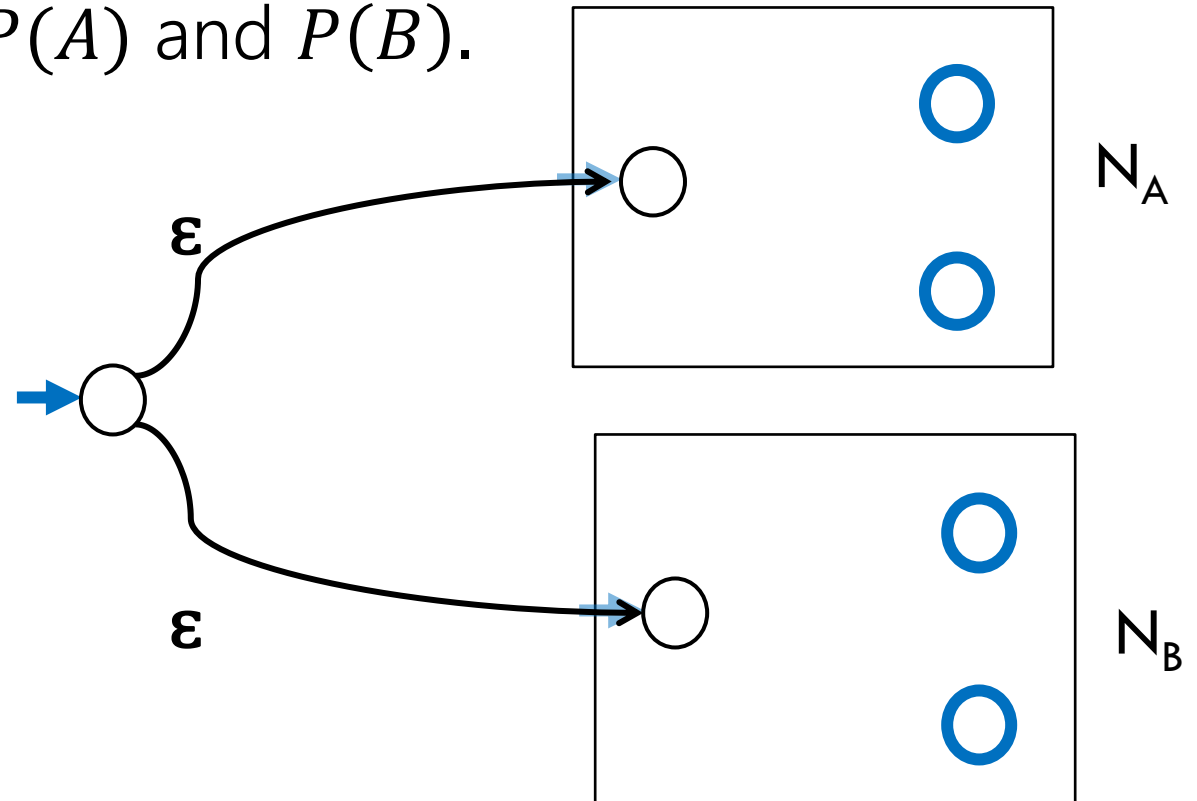 P(A) and P(B).
N_A
ε
ε
N_B